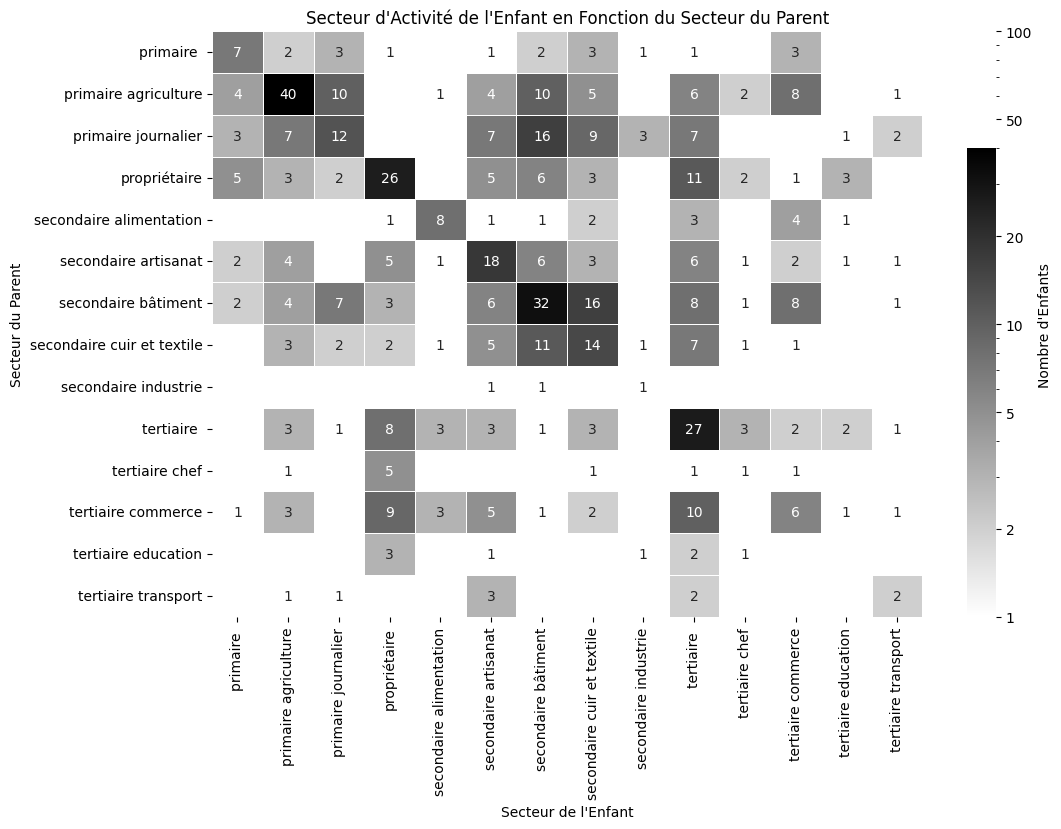 Secteur d'Activité de l'Enfant en Fonction du Secteur du Parent
primaire 7 2 3 1 1 2 3 1 1 3
primaire agriculture 4 40 10 1 4 10 5 6 2 8 1
primaire journalier 3 7 12 7 16 9 3 7 1 2
propriétaire 5 3 2 26 5 6 3 11 2 1 3
secondaire alimentation 1 8 1 1 2 3 4 1
secondaire artisanat 2 4 5 1 18 6 3 6 1 2 1 1
secondaire bâtiment 2 4 7 3 6 32 16 8 1 8 1
secondaire cuir et textile 3 2 2 1 5 11 14 1 7 1 1
secondaire industrie 1 1 1
tertiaire 3 1 8 3 3 1 3 27 3 2 2 1
tertiaire chef 1 5 1 1 1 1
tertiaire commerce 1 3 9 3 5 1 2 10 6 1 1
tertiaire education 3 1 1 2 1
tertiaire transport 1 1 3 2 2
Secteur du Parent
primaire
primaire agriculture
primaire journalier
propriétaire
secondaire alimentation
secondaire artisanat
secondaire bâtiment
secondaire cuir et textile
secondaire industrie
tertiaire
tertiaire chef
tertiaire commerce
tertiaire education
tertiaire transport
Secteur de l'Enfant
100
50
20
10
5
2
1
Nombre d'Enfants